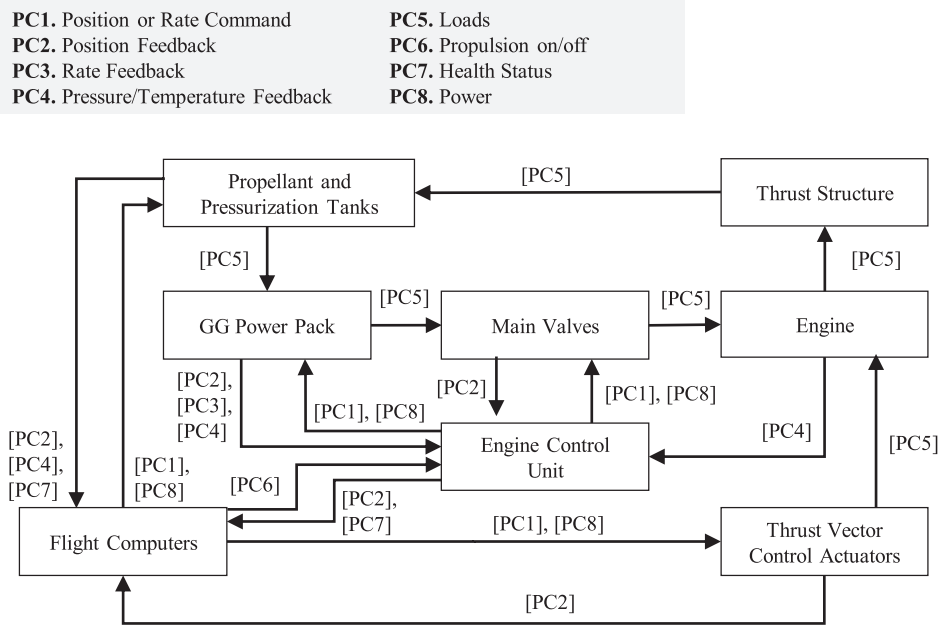 PC1. Position or Rate Command
PC2. Position Feedback
PC3. Rate Feedback
PC4. Pressure/Temperature Feedback
PC5. Loads
PC6. Propulsion on/off
PC7. Health Status
PC8. Power
Propellant and
Pressurization Tanks
[PC5]
Thrust Structure
[PC5]
[PC5]
GG Power Pack
[PC5]
Main Valves
[PC5]
Engine
[PC2],
[PC3],
[PC4]
[PC1], [PC8]
[PC2]
[PC1], [PC8]
[PC4]
[PC5]
Engine Control
Unit
[PC2],
[PC4],
[PC7]
[PC1],
[PC8]
[PC6]
[PC2],
[PC7]
Flight Computers
[PC1], [PC8]
Thrust Vector
Control Actuators
[PC2]